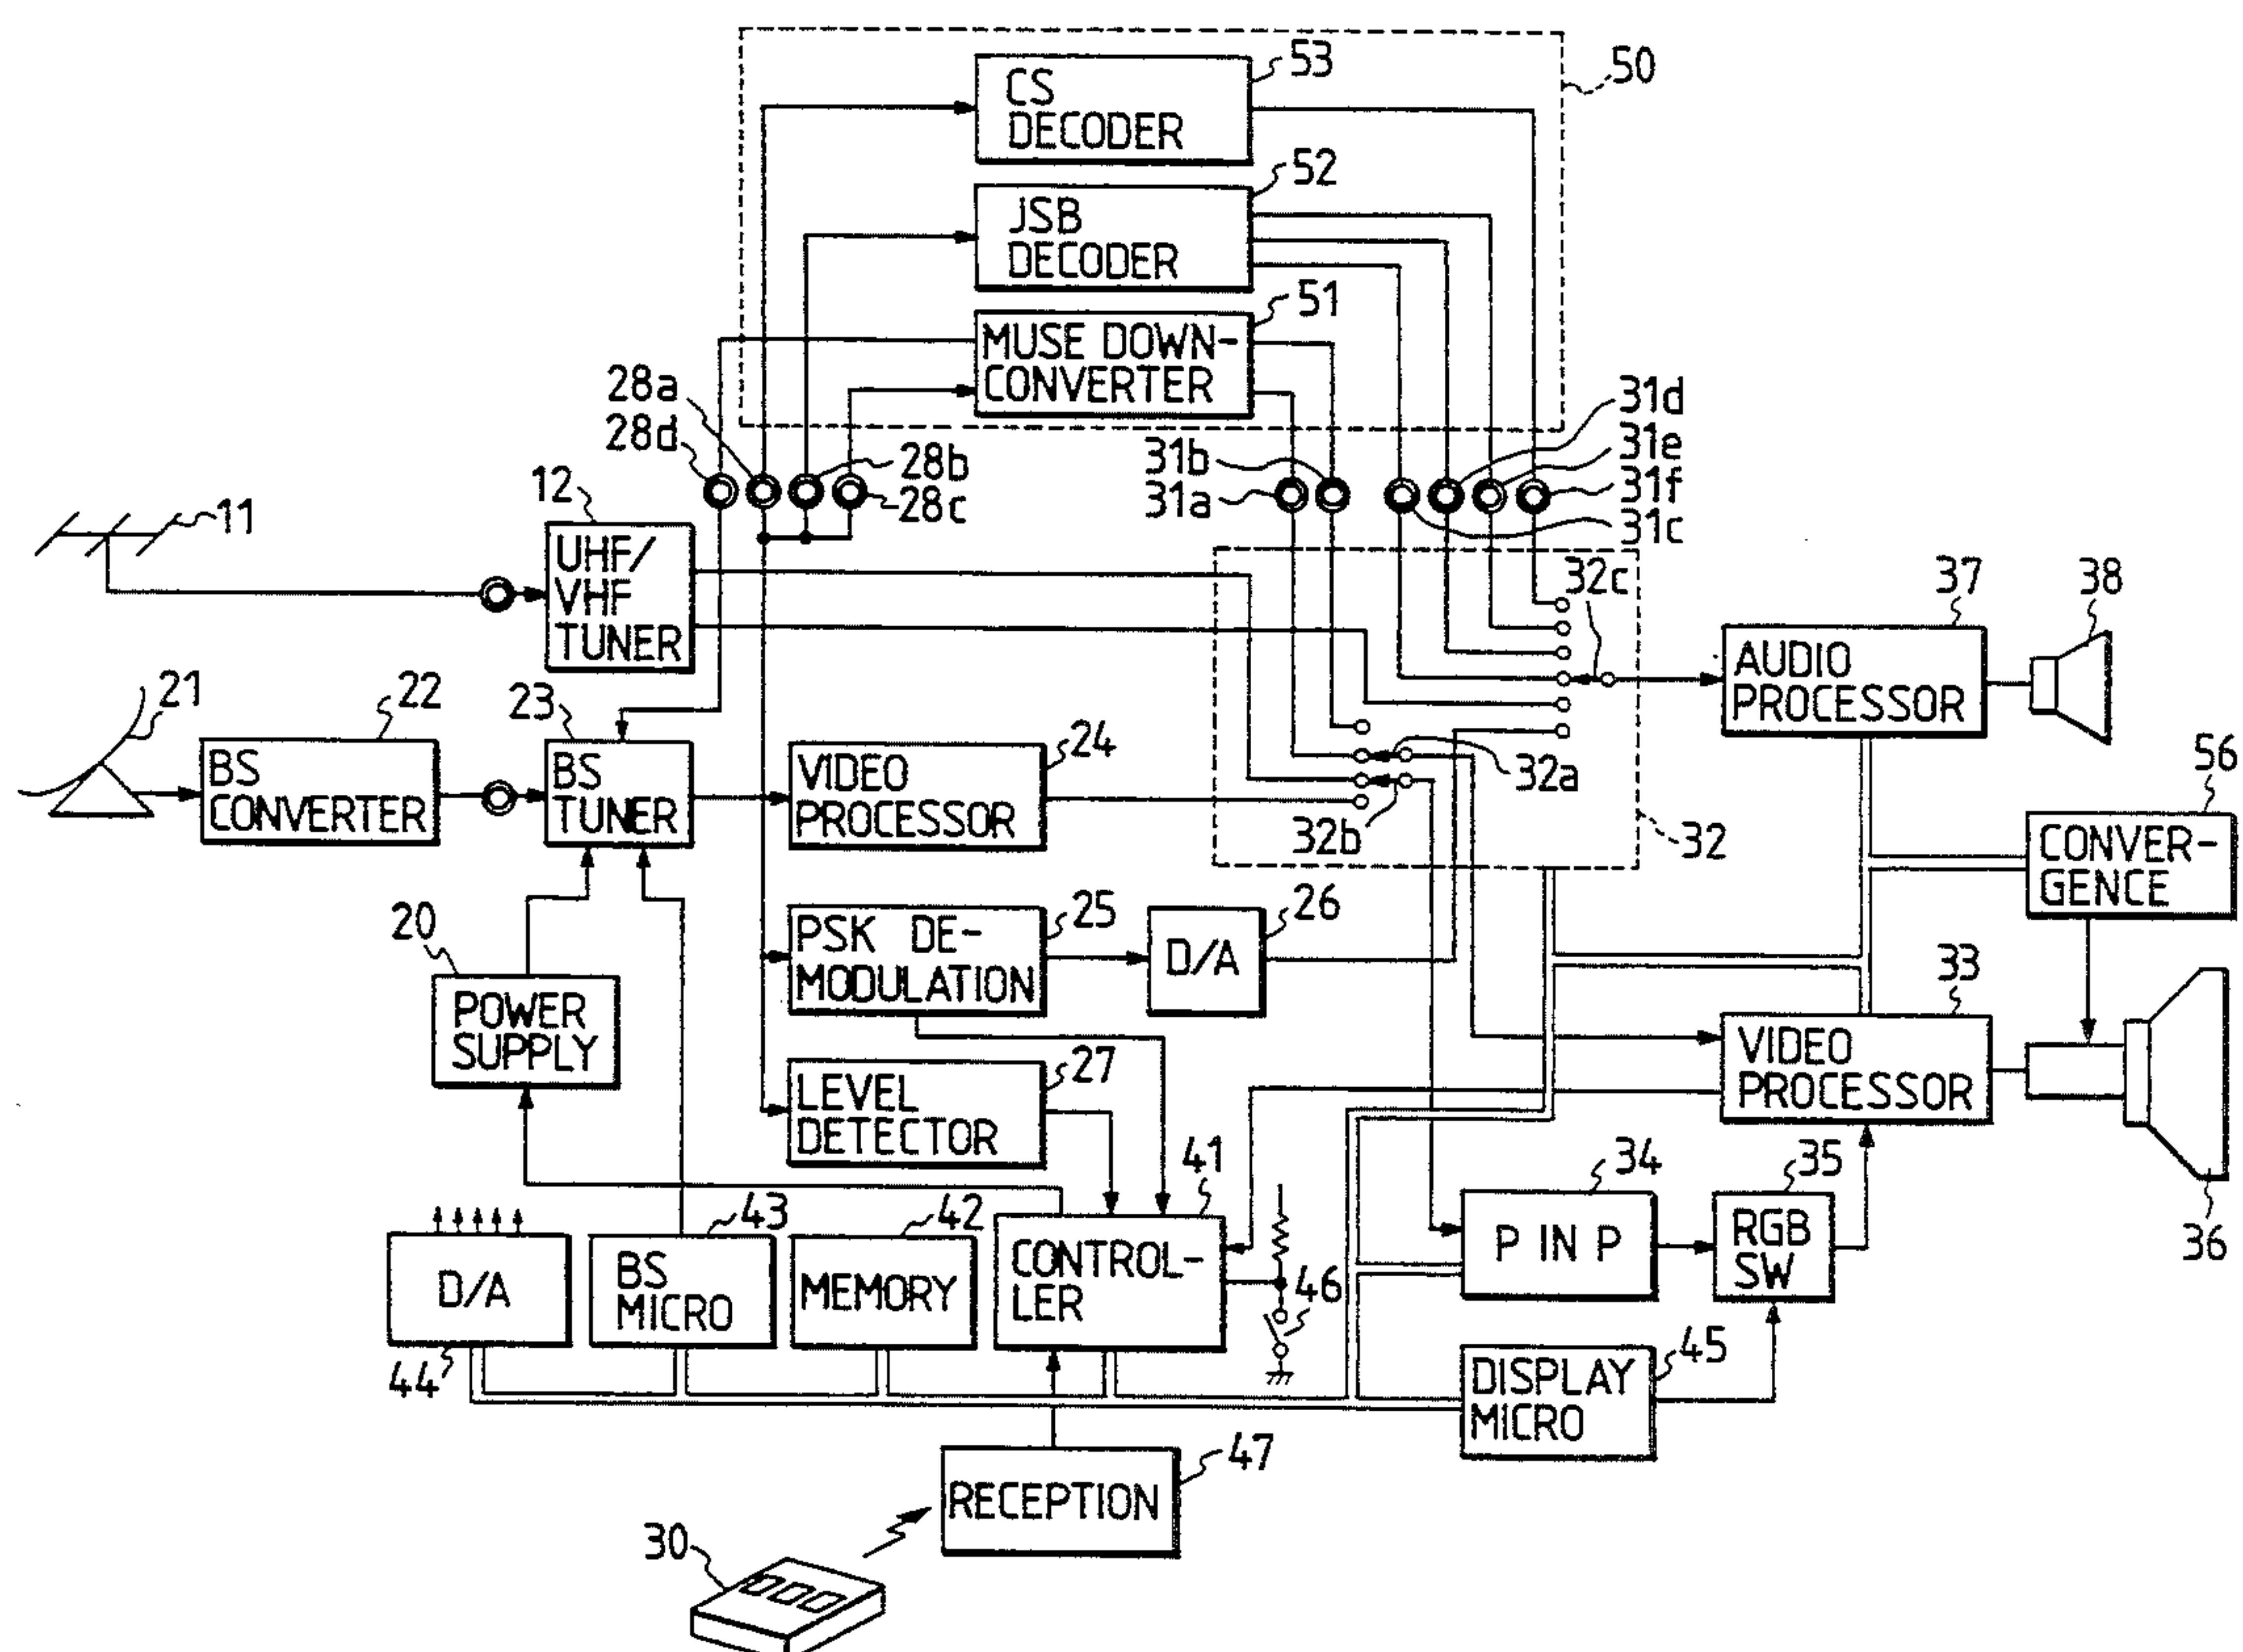 53
50
CS
DECODER
52
JSB
DECODER
51
MUSE DOWN-
CONVERTER
28a
28d
28b
28c
31b
31a
31d
31e
31f
31c
12
11
UHF/
VHF
TUNER
32c
37
38
AUDIO
PROCESSOR
21
22
23
24
BS
CONVERTER
BS
TUNER
VIDEO
PROCESSOR
32a
32b
32
56
CONVER-
GENCE
20
25
26
PSK DE-
MODULATION
D/A
33
POWER
SUPPLY
27
VIDEO
PROCESSOR
LEVEL
DETECTOR
41
34
35
36
43
42
D/A
BS
MICRO
MEMORY
CONTROL-
LER
46
P IN P
RGB
SW
44
45
DISPLAY
MICRO
47
RECEPTION
30